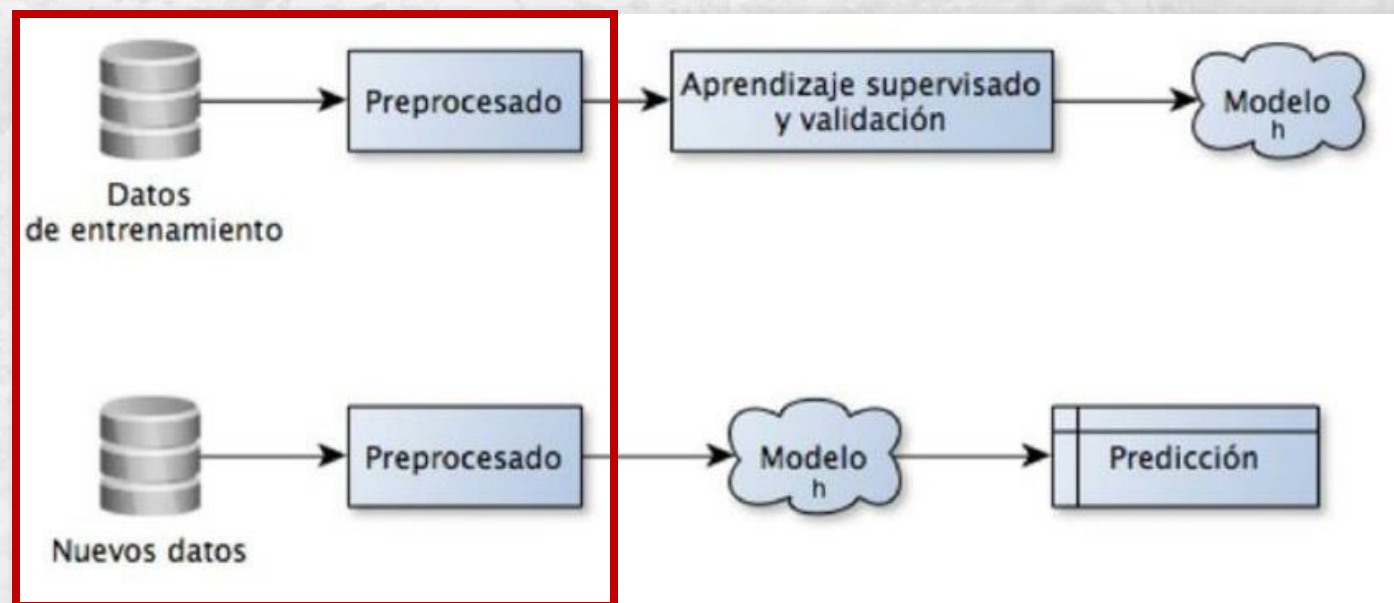 Preprocesado
Aprendizaje supervisado
y validación
Modelo
h
Datos
de entrenamiento
Preprocesado
Modelo
h
Predicción
Nuevos datos